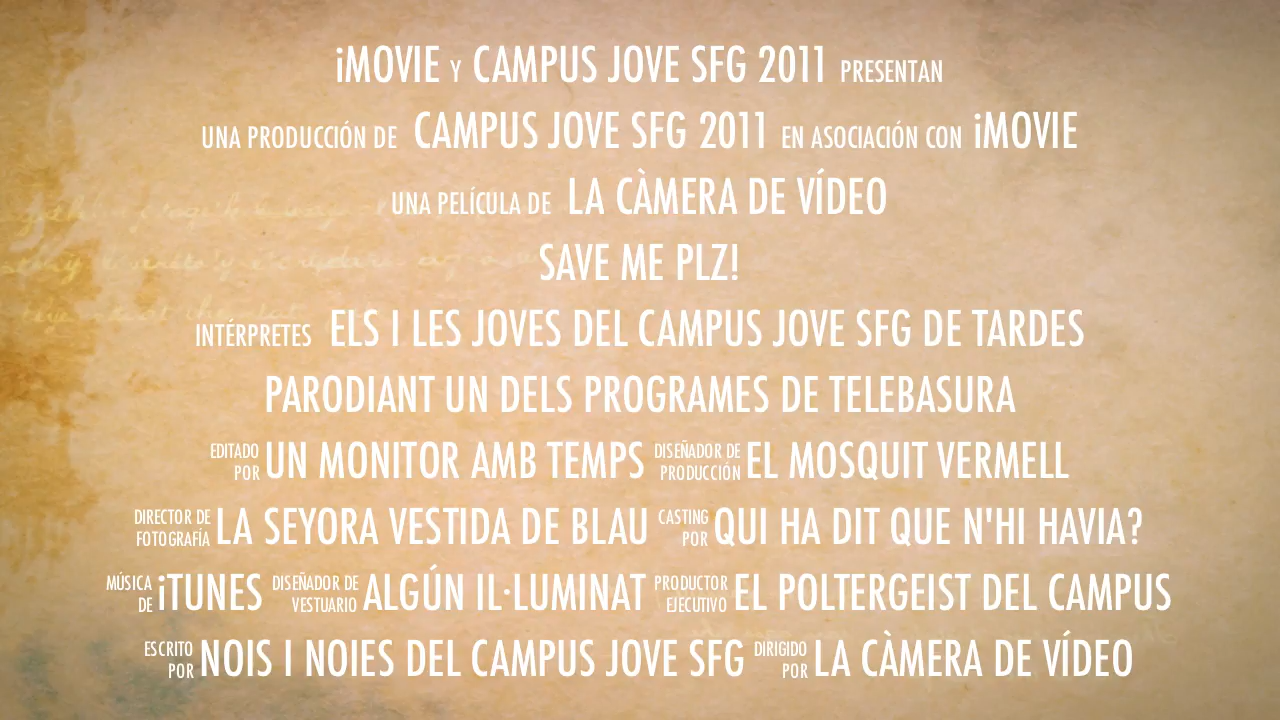 iMOVIE Y CAMPUS JOVE SFG 2011 PRESENTAN
UNA PRODUCCIÓN DE CAMPUS JOVE SFG 2011 EN ASOCIACIÓN CON iMOVIE
UNA PELÍCULA DE LA CÀMERA DE VÍDEO
SAVE ME PLZ!
INTÉRPRETES ELS I LES JOVES DEL CAMPUS JOVE SFG DE TARDES
PARODIANT UN DELS PROGRAMES DE TELEBASURA
EDITADO POR UN MONITOR AMB TEMPS DISEÑADOR DE PRODUCCIÓN EL MOSQUIT VERMELL
DIRECTOR DE FOTOGRAFÍA LA SEYORA VESTIDA DE BLAU CASTING POR QUI HA DIT QUE N'HI HAVIA?
MÚSICA DE iTUNES DISEÑADOR DE VESTUARIO ALGÚN IL·LUMINAT PRODUCTOR EJECUTIVO EL POLTERGEIST DEL CAMPUS
ESCRITO POR NOIS I NOIES DEL CAMPUS JOVE SFG DIRIGIDO POR LA CÀMERA DE VÍDEO